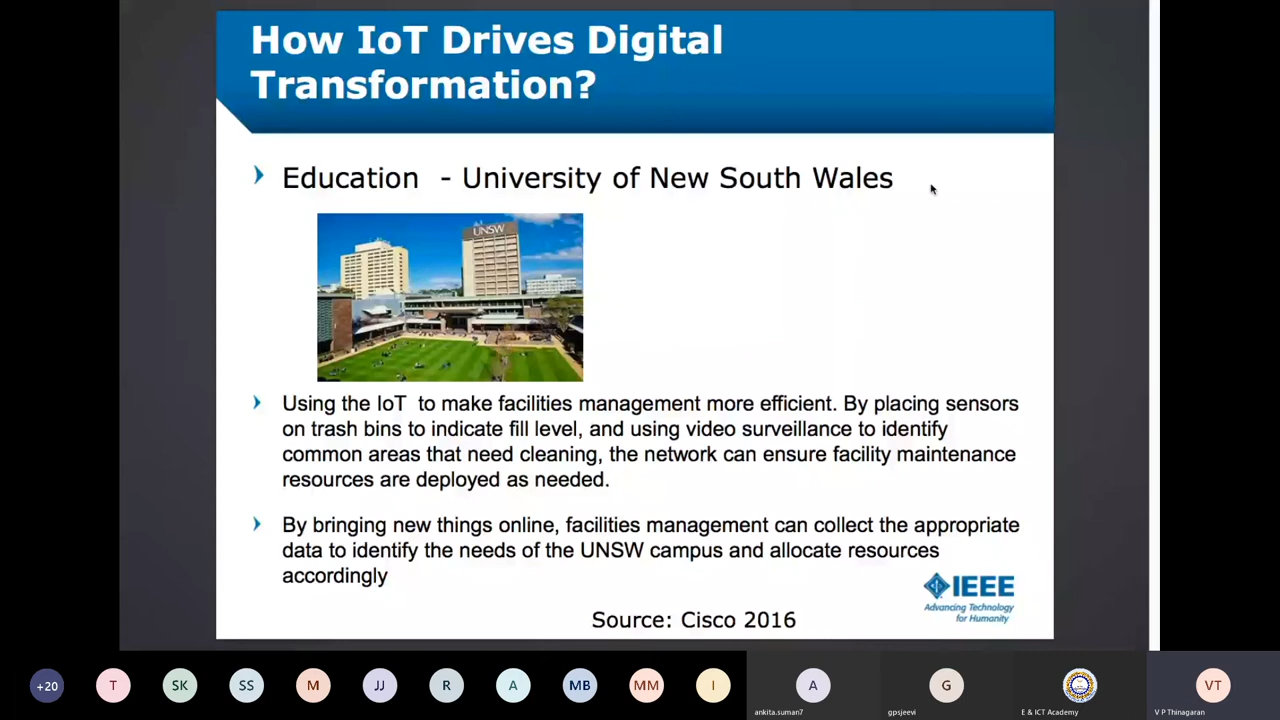 How IoT Drives Digital
Transformation?
Education - University of New South Wales
UNSW
Using the IoT to make facilities management more efficient. By placing sensors
on trash bins to indicate fill level, and using video surveillance to identify
common areas that need cleaning, the network can ensure facility maintenance
resources are deployed as needed.
By bringing new things online, facilities management can collect the appropriate
data to identify the needs of the UNSW campus and allocate resources
accordingly
IEEE
Advancing Technology
for Humanity
Source: Cisco 2016
+20 T SK SS M JJ R A MB MM I A G VT
ankita.suman7 gpsjeevi E & ICT Academy V P Thinagaran